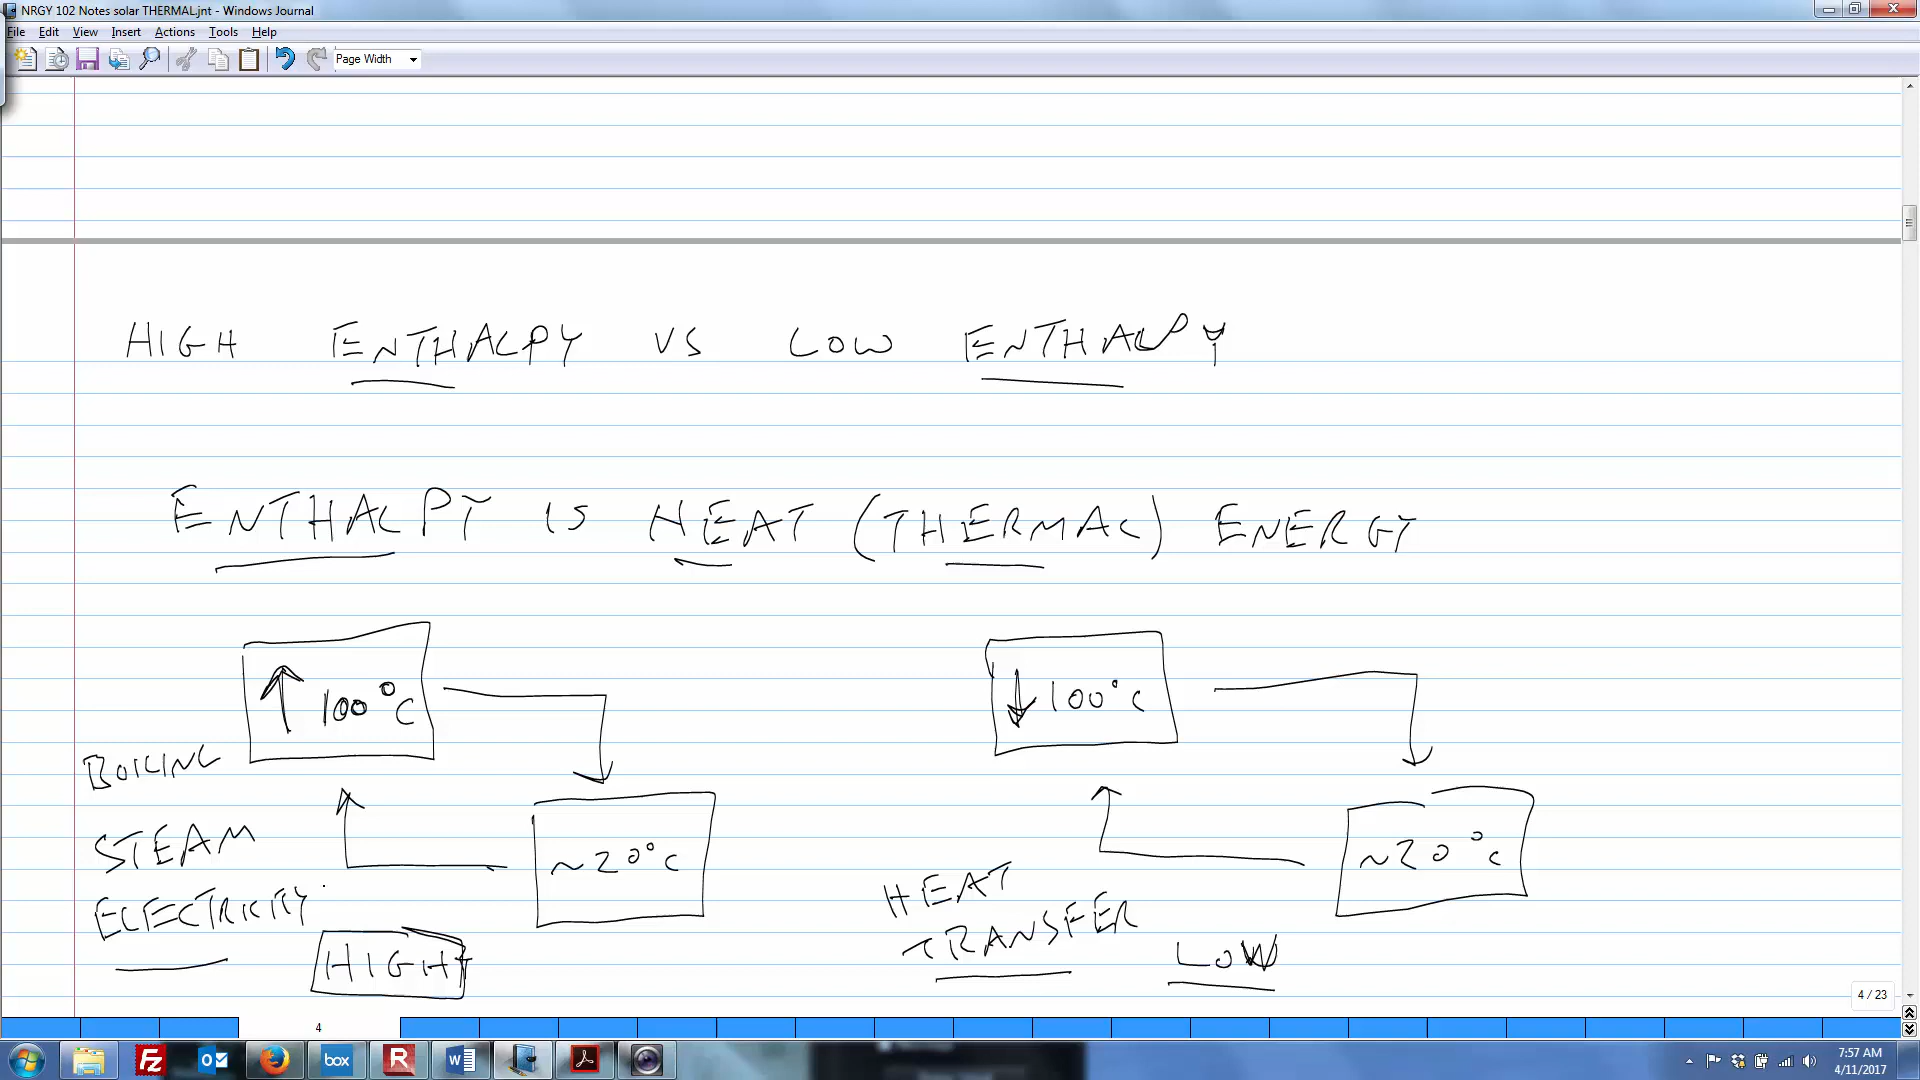 NRGY 102 Notes solar THERMAL.jnt - Windows Journal
File Edit View Insert Actions Tools Help
Page Width
HIGH ENTHALPY VS LOW ENTHALPY
ENTHALPY IS HEAT (THERMAL) ENERGY
↑ 100°C
↓ 100°C
BOILING
STEAM
~20°C
~20°C
ELECTRICITY
HEAT
TRANSFER
HIGH
LOW
4 / 23
4
Fz
box
R
W
7:57 AM
4/11/2017